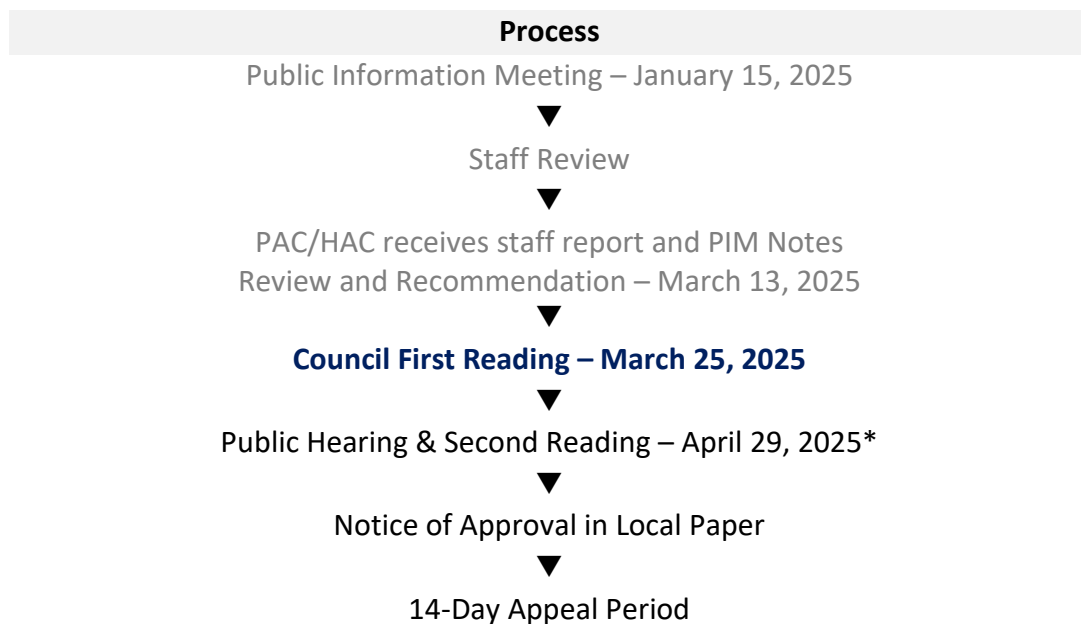 Process
Public Information Meeting – January 15, 2025
Staff Review
PAC/HAC receives staff report and PIM Notes
Review and Recommendation – March 13, 2025
Council First Reading – March 25, 2025
Public Hearing & Second Reading – April 29, 2025*
Notice of Approval in Local Paper
14-Day Appeal Period